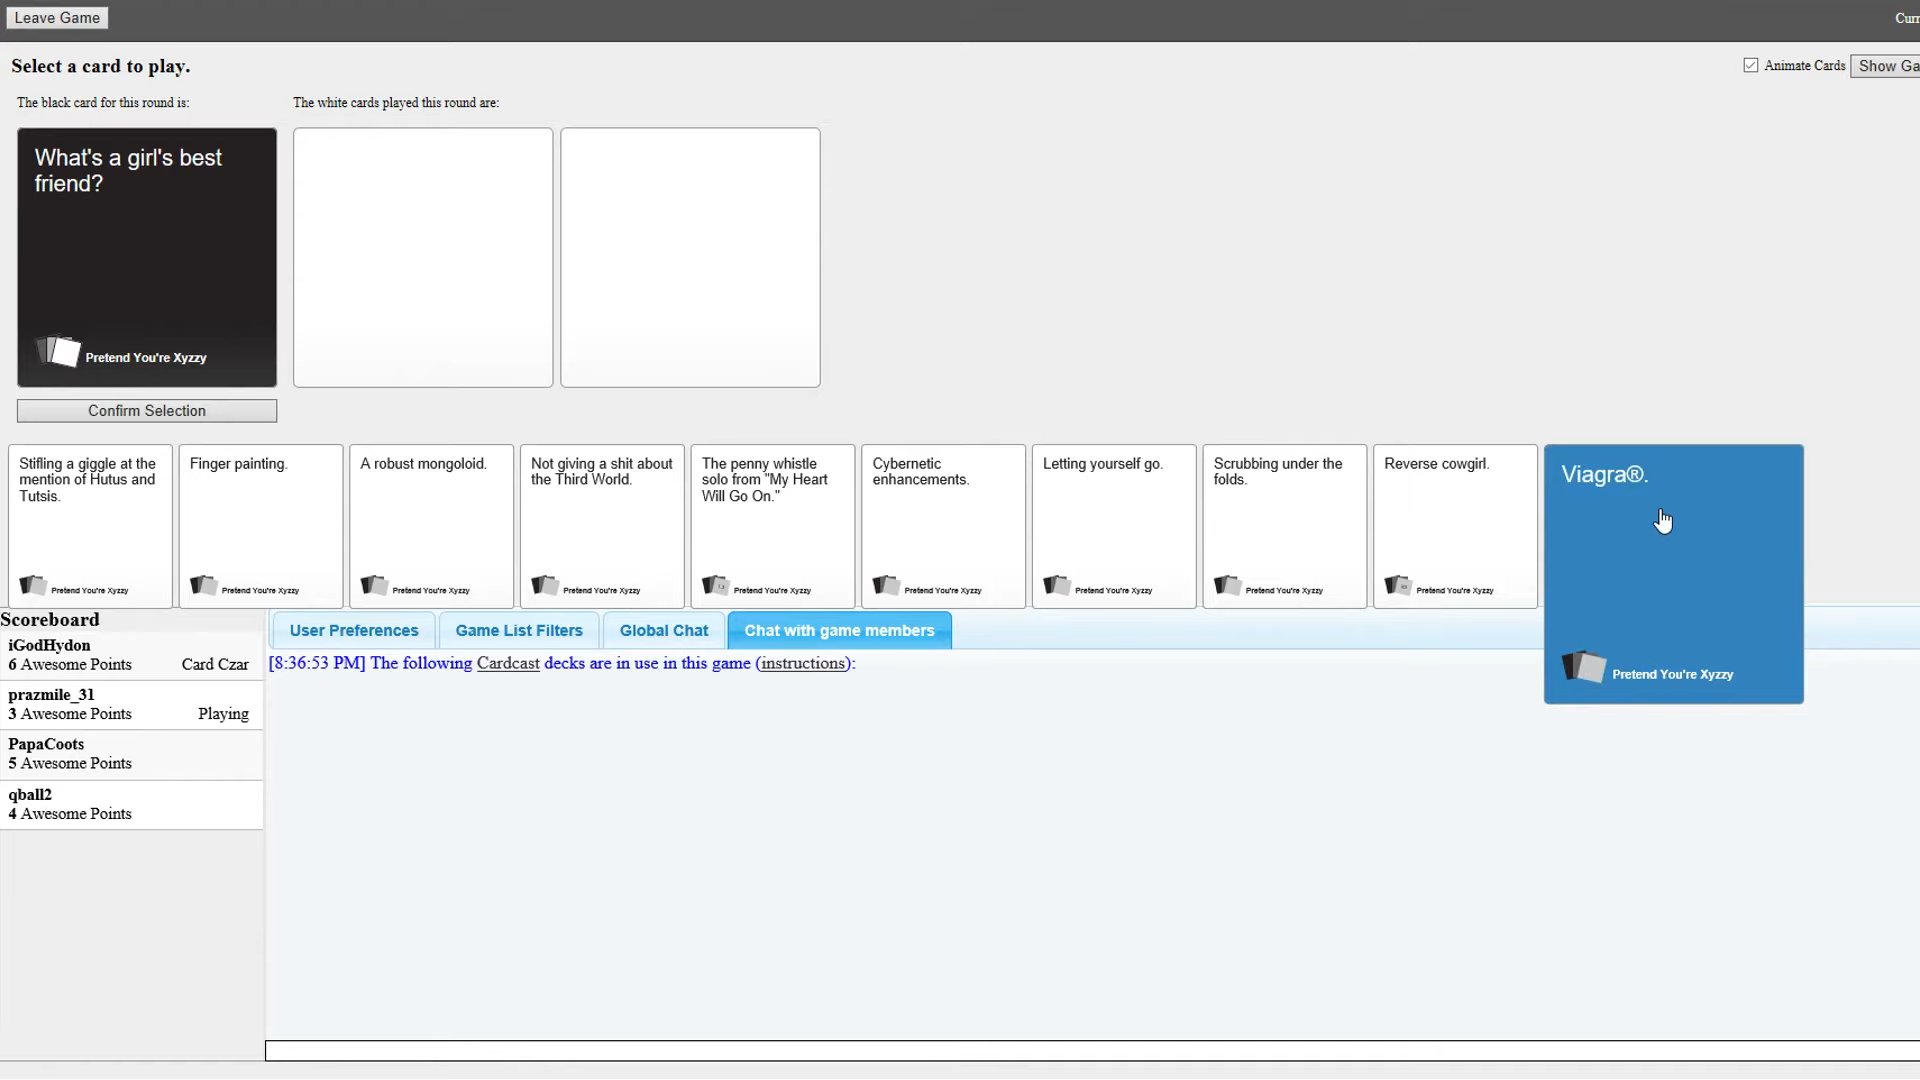 Leave Game
Curr
Select a card to play.
Animate Cards
Show Ga
The black card for this round is:
The white cards played this round are:
What's a girl's best
friend?
Pretend You're Xyzzy
Confirm Selection
Stifling a giggle at the
mention of Hutus and
Tutsis.
Pretend You're Xyzzy
Finger painting.
Pretend You're Xyzzy
A robust mongoloid.
Pretend You're Xyzzy
Not giving a shit about
the Third World.
Pretend You're Xyzzy
The penny whistle
solo from "My Heart
Will Go On."
Pretend You're Xyzzy
Cybernetic
enhancements.
Pretend You're Xyzzy
Letting yourself go.
Pretend You're Xyzzy
Scrubbing under the
folds.
Pretend You're Xyzzy
Reverse cowgirl.
Pretend You're Xyzzy
Viagra®.
Pretend You're Xyzzy
Scoreboard
iGodHydon
6 Awesome Points Card Czar
prazmile_31
3 Awesome Points Playing
PapaCoots
5 Awesome Points
qball2
4 Awesome Points
User Preferences
Game List Filters
Global Chat
Chat with game members
[8:36:53 PM] The following Cardcast decks are in use in this game (instructions):